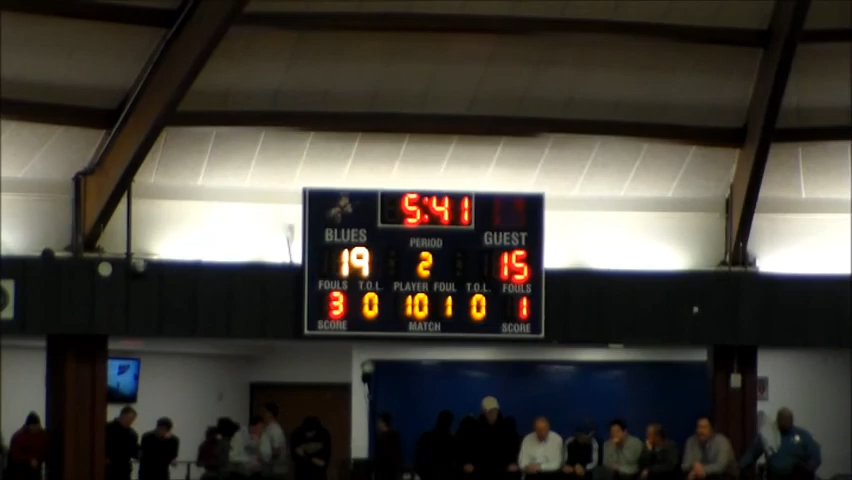 5:41
BLUES PERIOD GUEST
19 2 15
FOULS T.O.L. PLAYER FOUL T.O.L. FOULS
3 0 10 1 0 1
SCORE MATCH SCORE